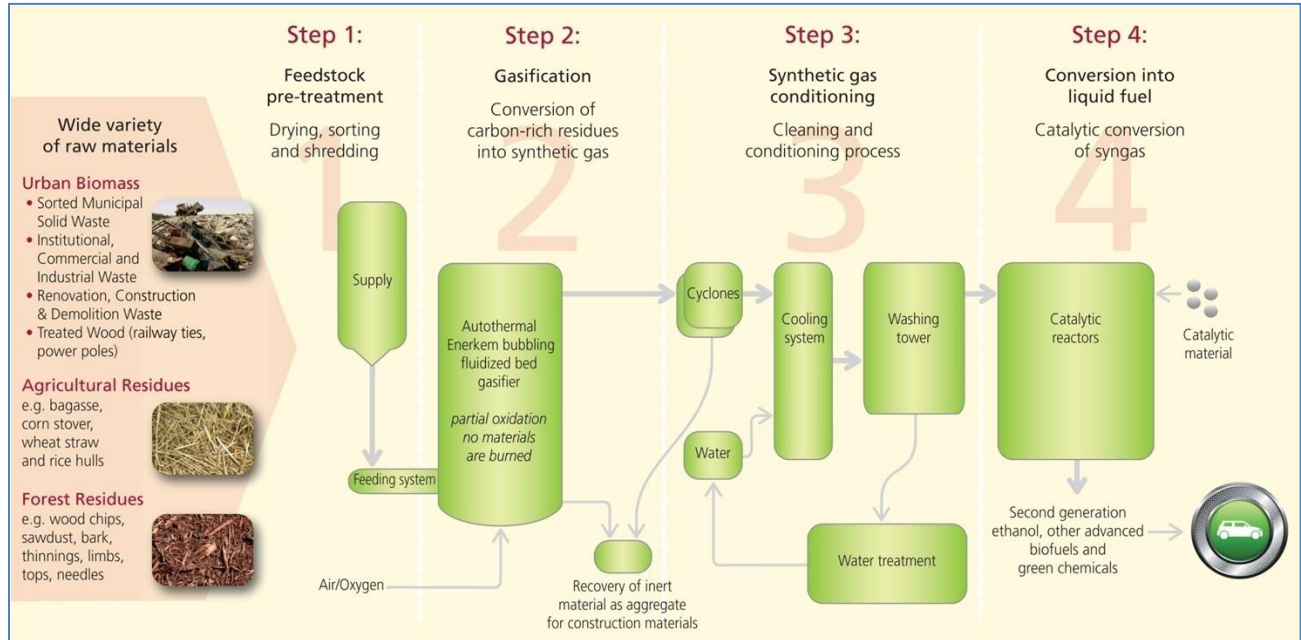 Wide variety
of raw materials
Urban Biomass
• Sorted Municipal
Solid Waste
• Institutional,
Commercial and
Industrial Waste
• Renovation, Construction
& Demolition Waste
• Treated Wood (railway ties,
power poles)
Agricultural Residues
e.g. bagasse,
corn stover,
wheat straw
and rice hulls
Forest Residues
e.g. wood chips,
sawdust, bark,
thinnings, limbs,
tops, needles
Step 1:
Feedstock
pre-treatment
Drying, sorting
and shredding
1
Supply
Feeding system
Air/Oxygen
Step 2:
Gasification
Conversion of
carbon-rich residues
into synthetic gas
2
Autothermal
Enerkem bubbling
fluidized bed
gasifier
partial oxidation
no materials
are burned
Recovery of inert
material as aggregate
for construction materials
Step 3:
Synthetic gas
conditioning
Cleaning and
conditioning process
3
Cyclones
Cooling
system
Washing
tower
Water
Water treatment
Step 4:
Conversion into
liquid fuel
Catalytic conversion
of syngas
4
Catalytic
reactors
Catalytic
material
Second generation
ethanol, other advanced
biofuels and
green chemicals